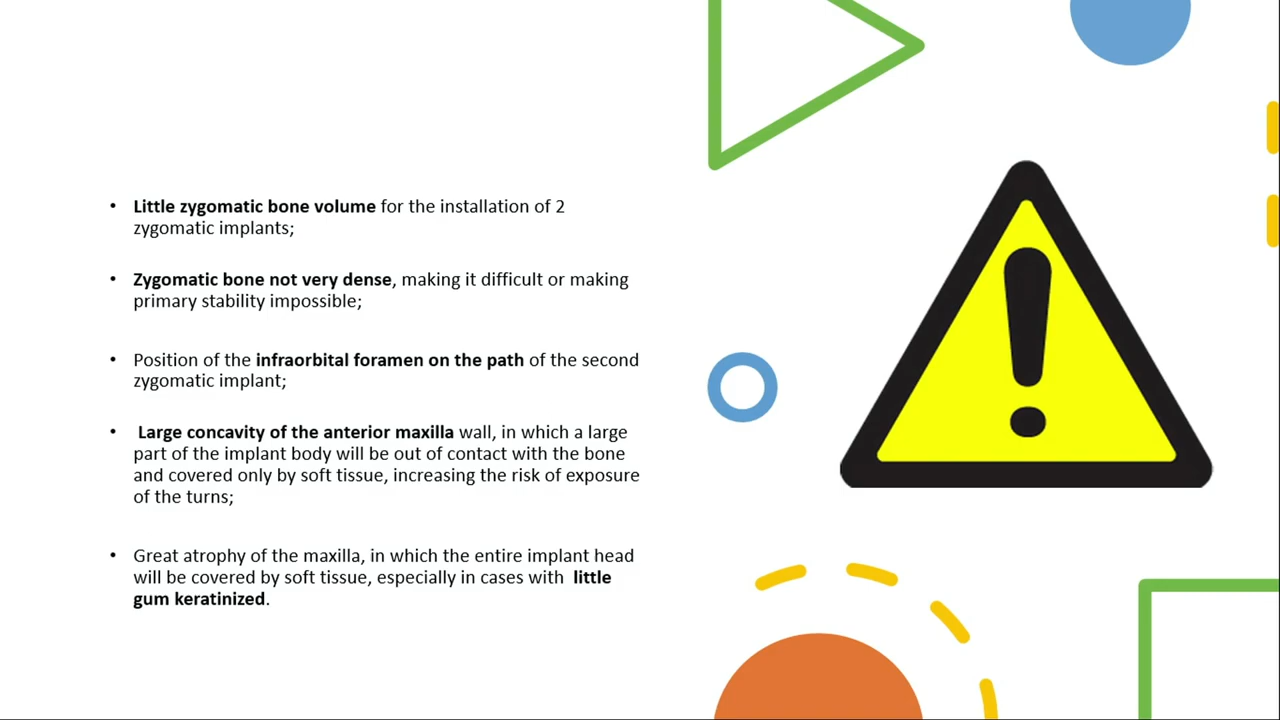 • Little zygomatic bone volume for the installation of 2
zygomatic implants;
• Zygomatic bone not very dense, making it difficult or making
primary stability impossible;
• Position of the infraorbital foramen on the path of the second
zygomatic implant;
• Large concavity of the anterior maxilla wall, in which a large
part of the implant body will be out of contact with the bone
and covered only by soft tissue, increasing the risk of exposure
of the turns;
• Great atrophy of the maxilla, in which the entire implant head
will be covered by soft tissue, especially in cases with little
gum keratinized.